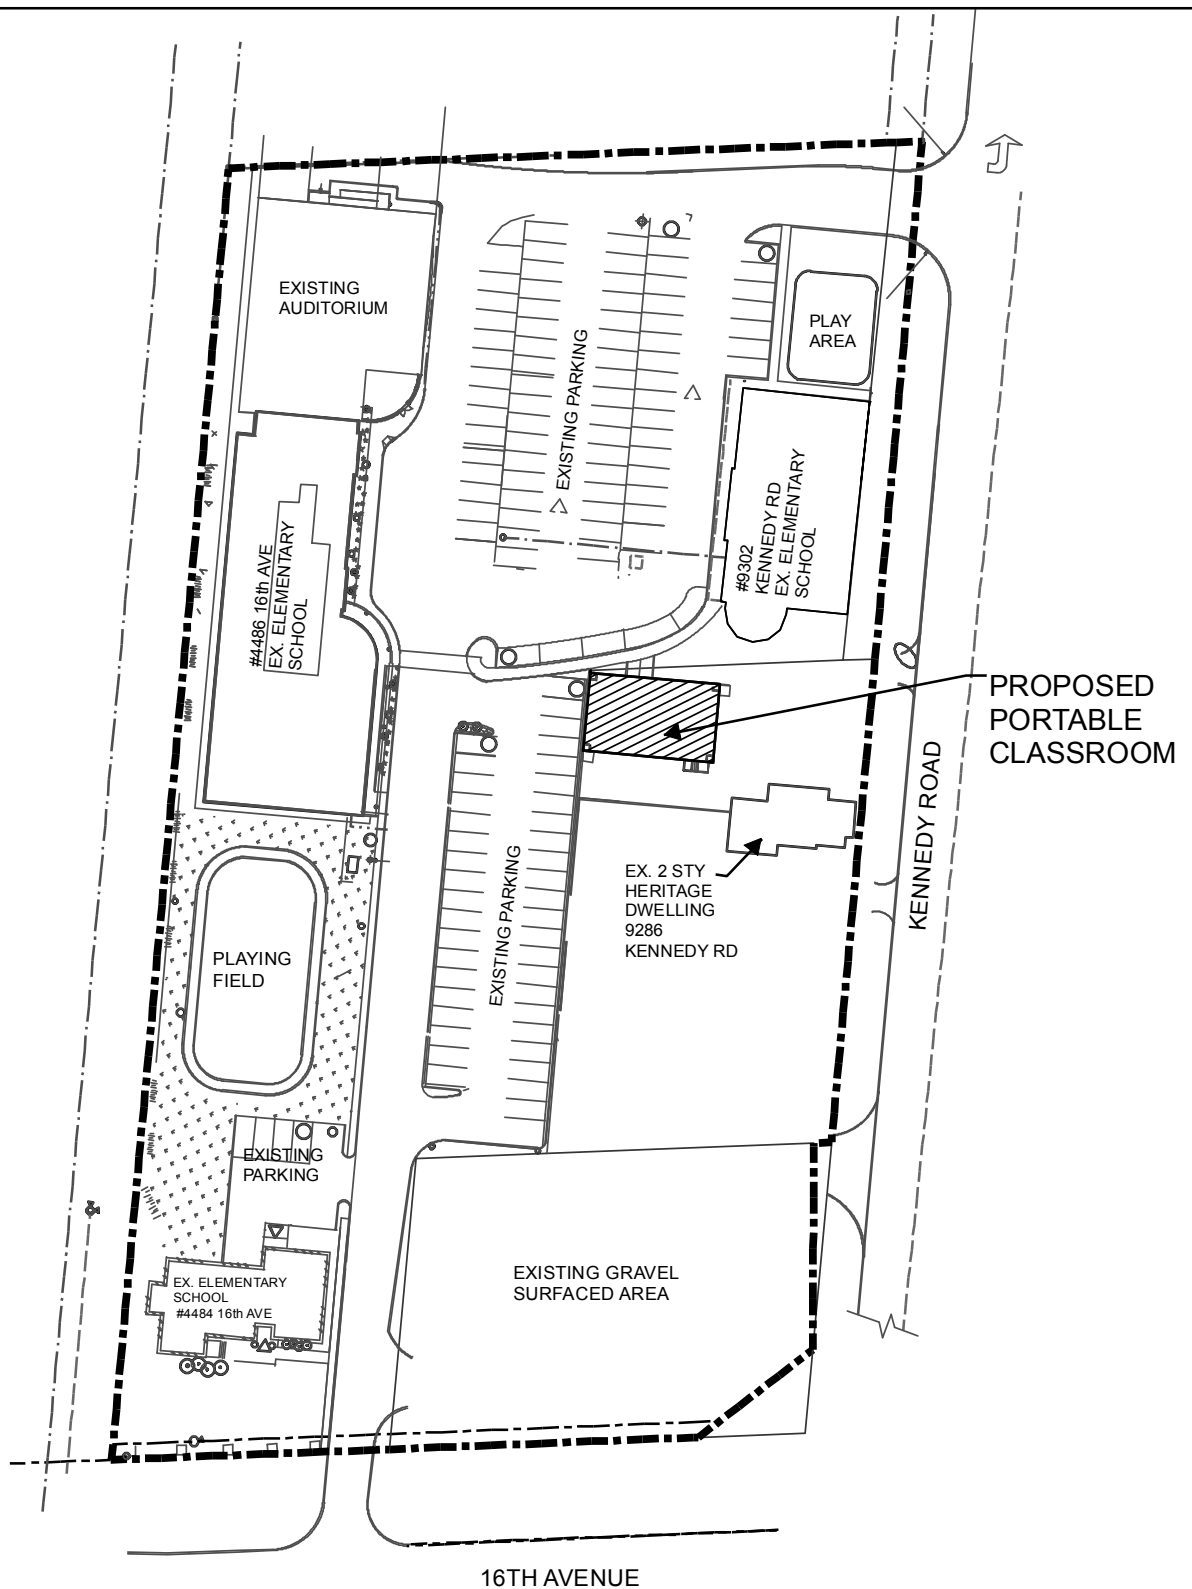 EXISTING
AUDITORIUM
PLAY
AREA
EXISTING PARKING
#9302
KENNEDY RD
EX. ELEMENTARY
SCHOOL
#4486 16th AVE
EX. ELEMENTARY
SCHOOL
PROPOSED
PORTABLE
CLASSROOM
KENNEDY ROAD
EX. 2 STY
HERITAGE
DWELLING
9286
KENNEDY RD
EXISTING PARKING
PLAYING
FIELD
EXISTING
PARKING
EX. ELEMENTARY
SCHOOL
#4484 16th AVE
EXISTING GRAVEL
SURFACED AREA
16TH AVENUE